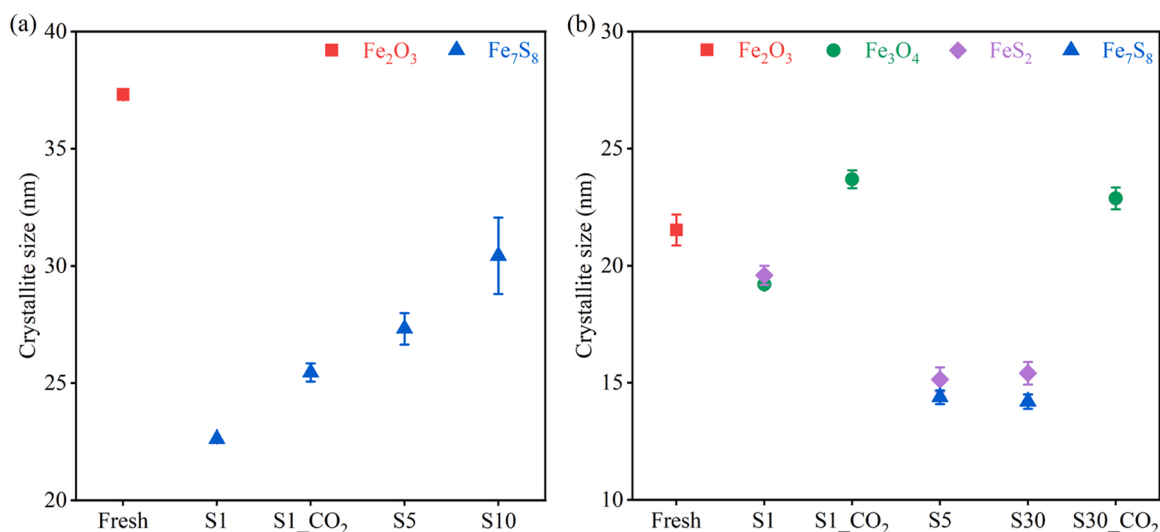 (a)
Fe₂O₃ Fe₇S₈
Crystallite size (nm)
40
35
30
25
20
Fresh S1 S1_CO₂ S5 S10
(b)
Fe₂O₃ Fe₃O₄ FeS₂ Fe₇S₈
Crystallite size (nm)
30
25
20
15
10
Fresh S1 S1_CO₂ S5 S30 S30_CO₂